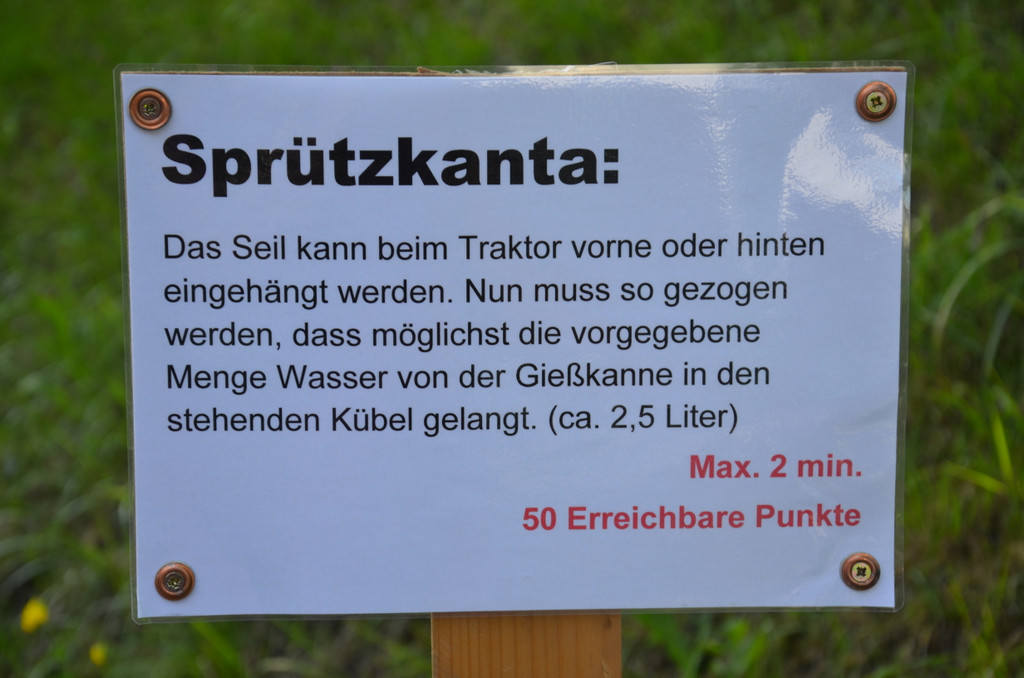 Sprützkanta:
Das Seil kann beim Traktor vorne oder hinten
eingehängt werden. Nun muss so gezogen
werden, dass möglichst die vorgegebene
Menge Wasser von der Gießkanne in den
stehenden Kübel gelangt. (ca. 2,5 Liter)
Max. 2 min.
50 Erreichbare Punkte